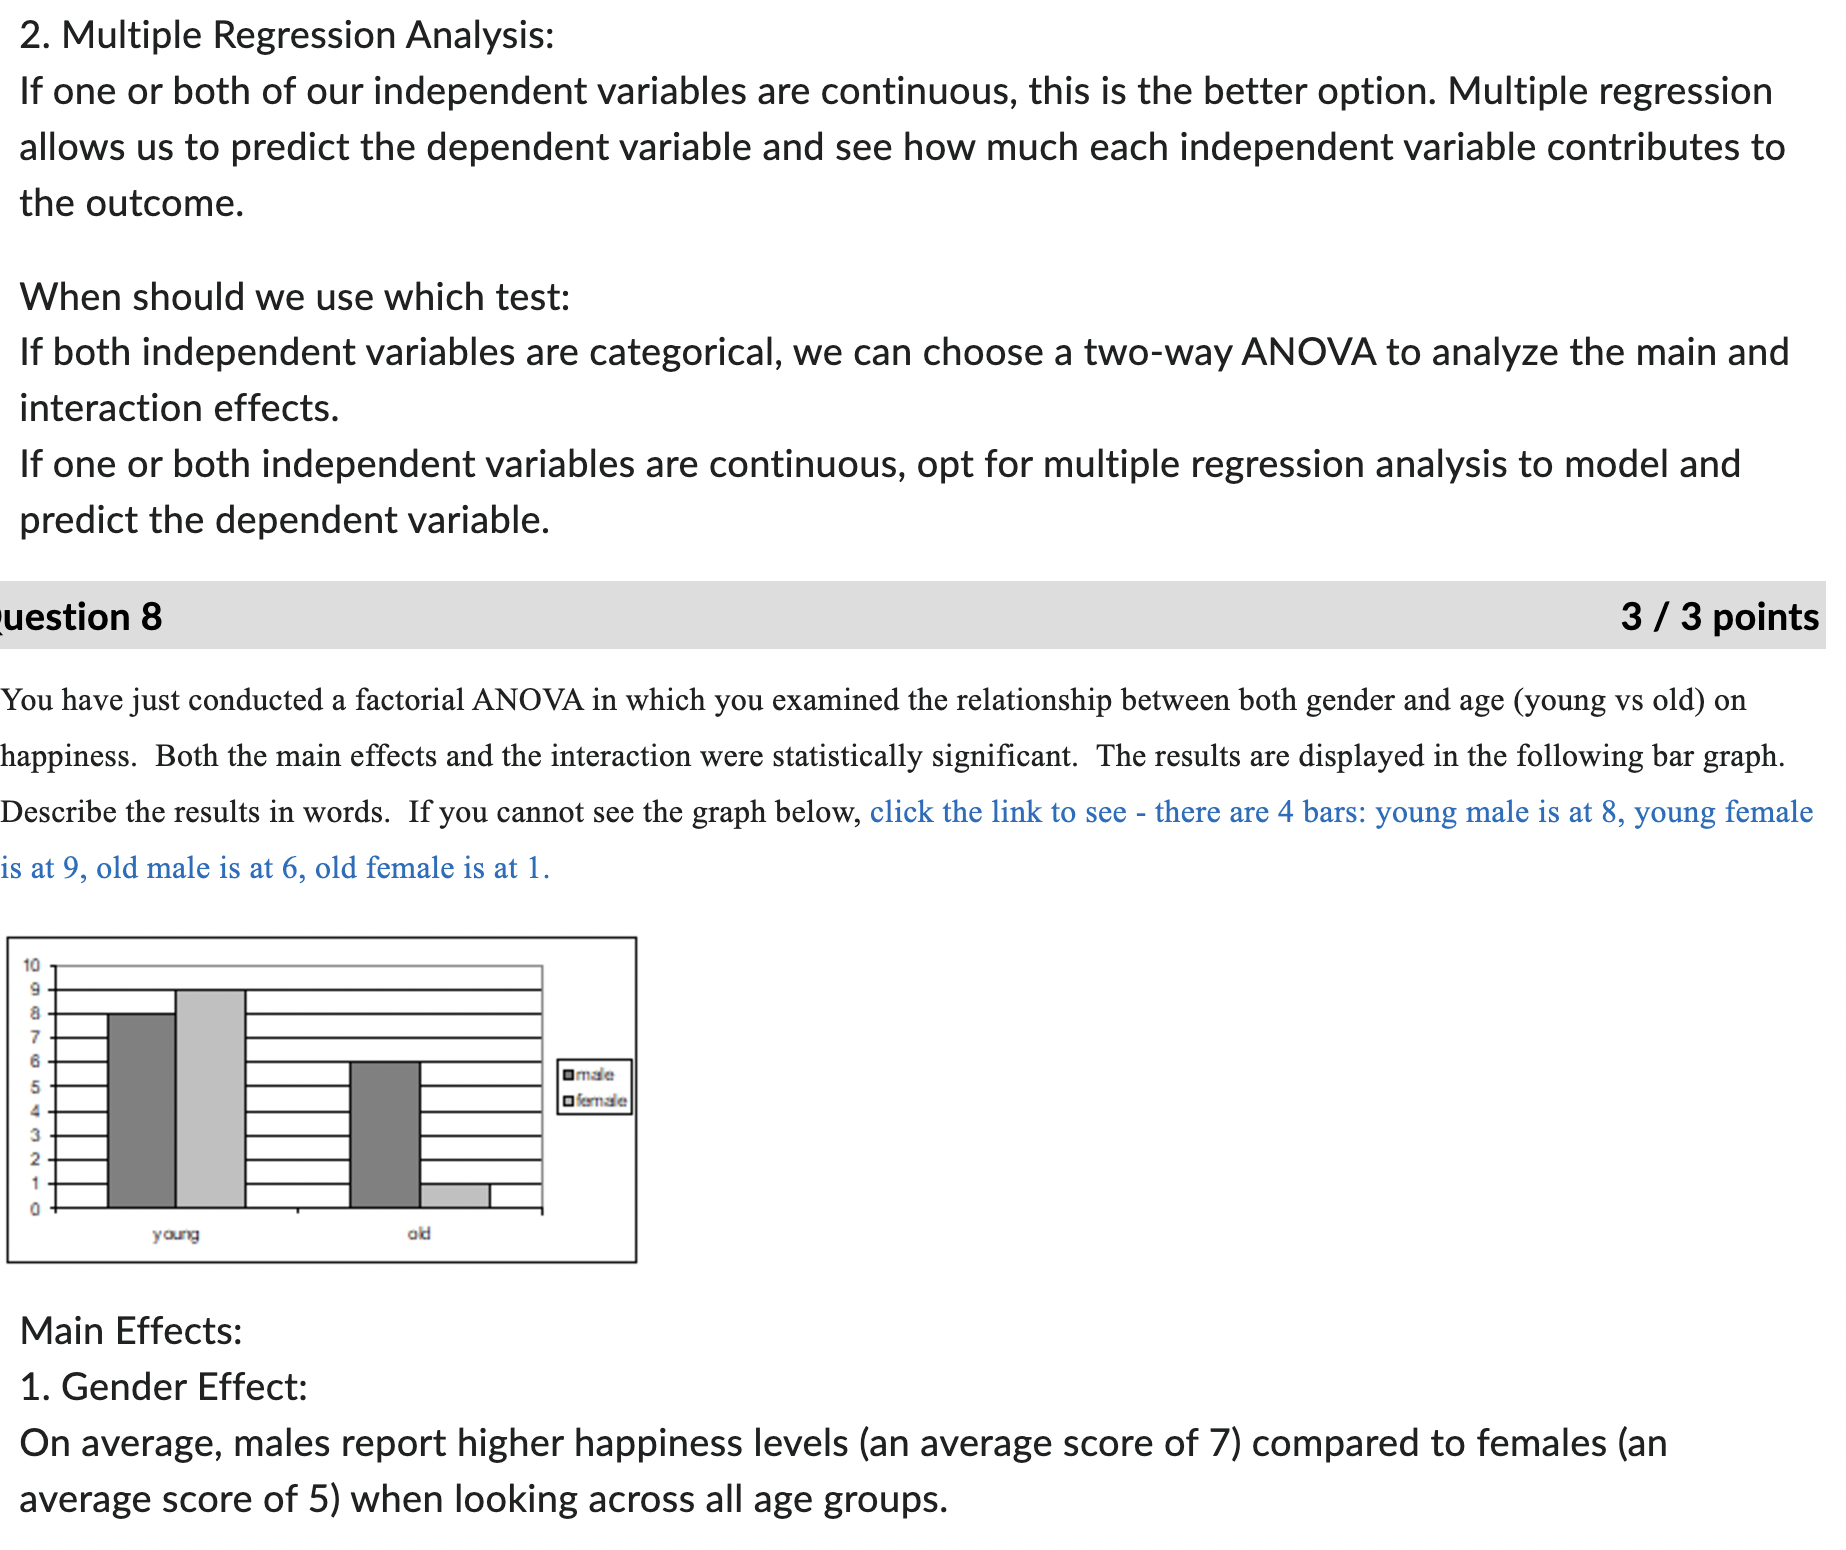 2. Multiple Regression Analysis:
If one or both of our independent variables are continuous, this is the better option. Multiple regression
allows us to predict the dependent variable and see how much each independent variable contributes to
the outcome.
When should we use which test:
If both independent variables are categorical, we can choose a two-way ANOVA to analyze the main and
interaction effects.
If one or both independent variables are continuous, opt for multiple regression analysis to model and
predict the dependent variable.
uestion 8 3 / 3 points
You have just conducted a factorial ANOVA in which you examined the relationship between both gender and age (young vs old) on
happiness.  Both the main effects and the interaction were statistically significant.  The results are displayed in the following bar graph.
Describe the results in words.  If you cannot see the graph below, click the link to see - there are 4 bars: young male is at 8, young female
is at 9, old male is at 6, old female is at 1.
10
9
8
7
6
5
4
3
2
1
0
young old
male
female
Main Effects:
1. Gender Effect:
On average, males report higher happiness levels (an average score of 7) compared to females (an
average score of 5) when looking across all age groups.